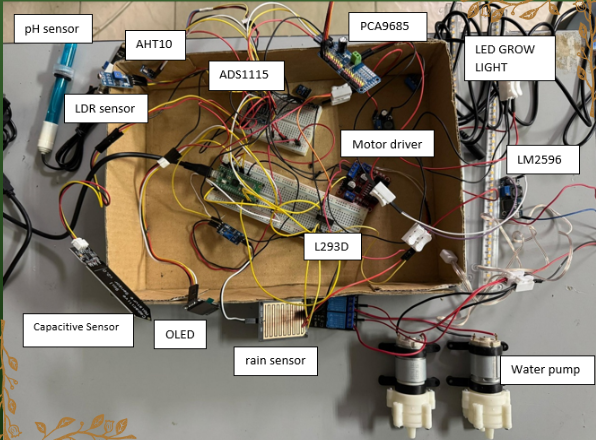 pH sensor
AHT10
PCA9685
LED GROW
LIGHT
ADS1115
LDR sensor
Motor driver
LM2596
L293D
Capacitive Sensor
OLED
rain sensor
Water pump